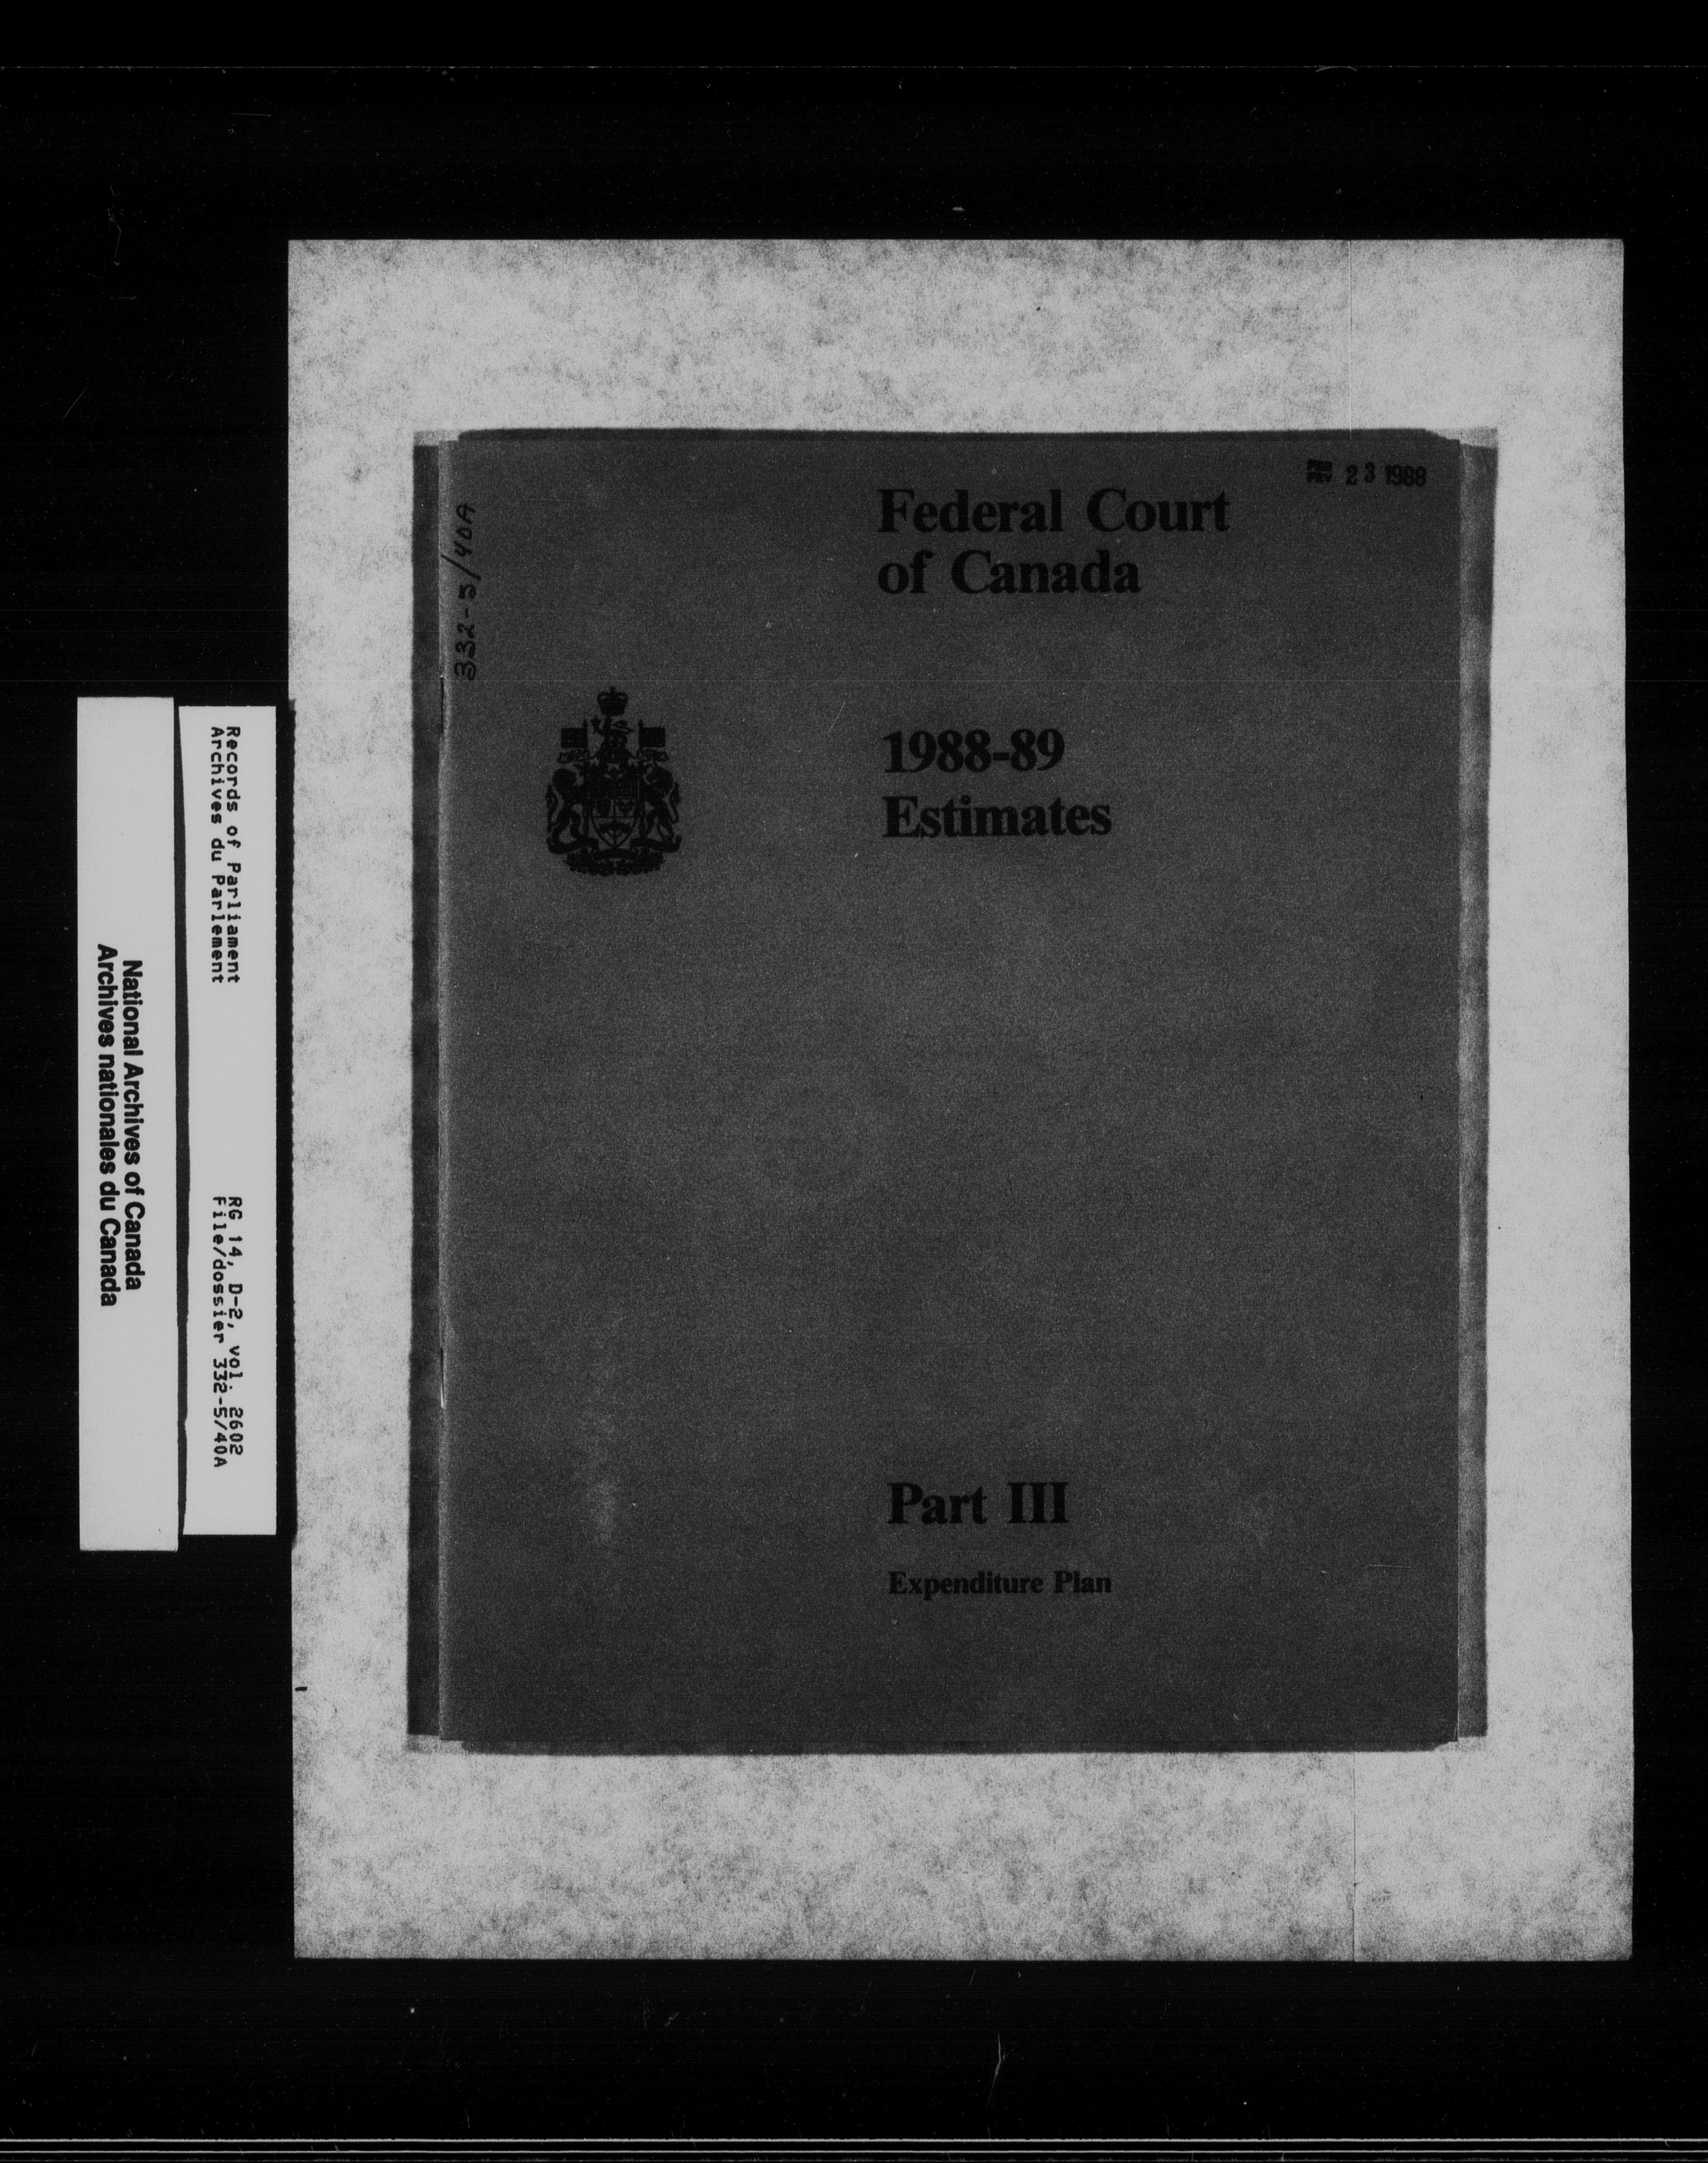 FEB
FEV 23 1988
Federal Court
of Canada
332-5/40A
1988-89
Estimates
Part III
Expenditure Plan
Records of Parliament
Archives du Parlement
RG 14, D-2, vol. 2602
File/dossier 332-5/40A
National Archives of Canada
Archives nationales du Canada